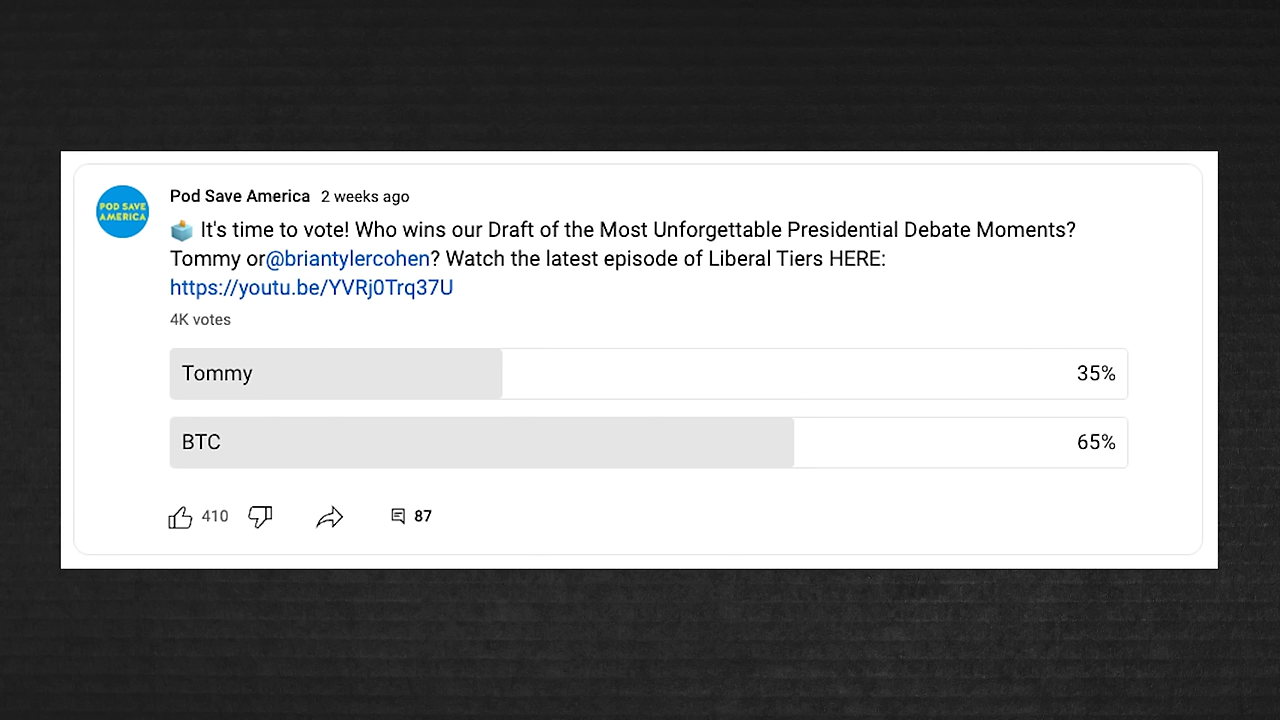 POD SAVE
AMERICA
Pod Save America 2 weeks ago
It's time to vote! Who wins our Draft of the Most Unforgettable Presidential Debate Moments?
Tommy or@briantylercohen? Watch the latest episode of Liberal Tiers HERE:
https://youtu.be/YVRj0Trq37U
4K votes
Tommy 35%
BTC 65%
410 87